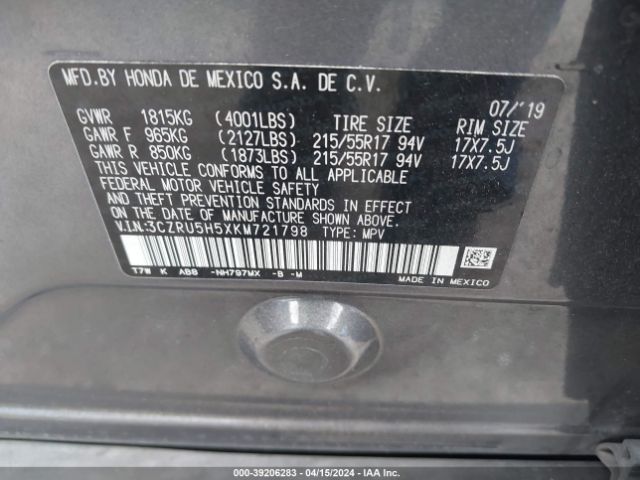 MFD.BY HONDA DE MEXICO S.A. DE C.V.
07/'19
GVWR 1815KG (4001LBS) TIRE SIZE RIM SIZE
GAWR F 965KG (2127LBS) 215/55R17 94V 17X7.5J
GAWR R 850KG (1873LBS) 215/55R17 94V 17X7.5J
THIS VEHICLE CONFORMS TO ALL APPLICABLE
FEDERAL MOTOR VEHICLE SAFETY
AND THEFT PREVENTION STANDARDS IN EFFECT
ON THE DATE OF MANUFACTURE SHOWN ABOVE.
V.I.N.:3CZRU5H5XKM721798 TYPE: MPV
T7W K ABB -NH797MX -B -M
MADE IN MEXICO
000-39206283 - 04/15/2024 - IAA Inc.